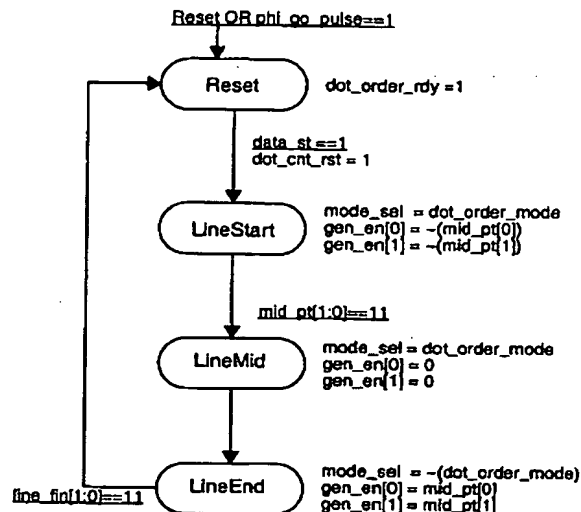 Reset OR phi_go_pulse==1
Reset
dot_order_rdy =1
data_st==1
dot_cnt_rst = 1
LineStart
mode_sel = dot_order_mode
gen_en[0] = ~(mid_pt[0])
gen_en[1] = ~(mid_pt[1])
mid_pt[1:0]==11
LineMid
mode_sel = dot_order_mode
gen_en[0] = 0
gen_en[1] = 0
LineEnd
mode_sel = ~(dot_order_mode)
gen_en[0] = mid_pt[0]
gen_en[1] = mid_pt[1]
line_fin[1:0]==11